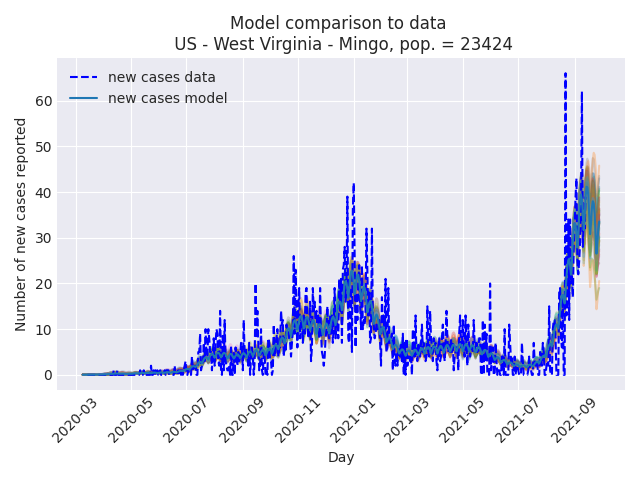 Model comparison to data
US - West Virginia - Mingo, pop. = 23424
new cases data
new cases model
Number of new cases reported
60
50
40
30
20
10
0
2020-03
2020-05
2020-07
2020-09
2020-11
2021-01
2021-03
2021-05
2021-07
2021-09
Day